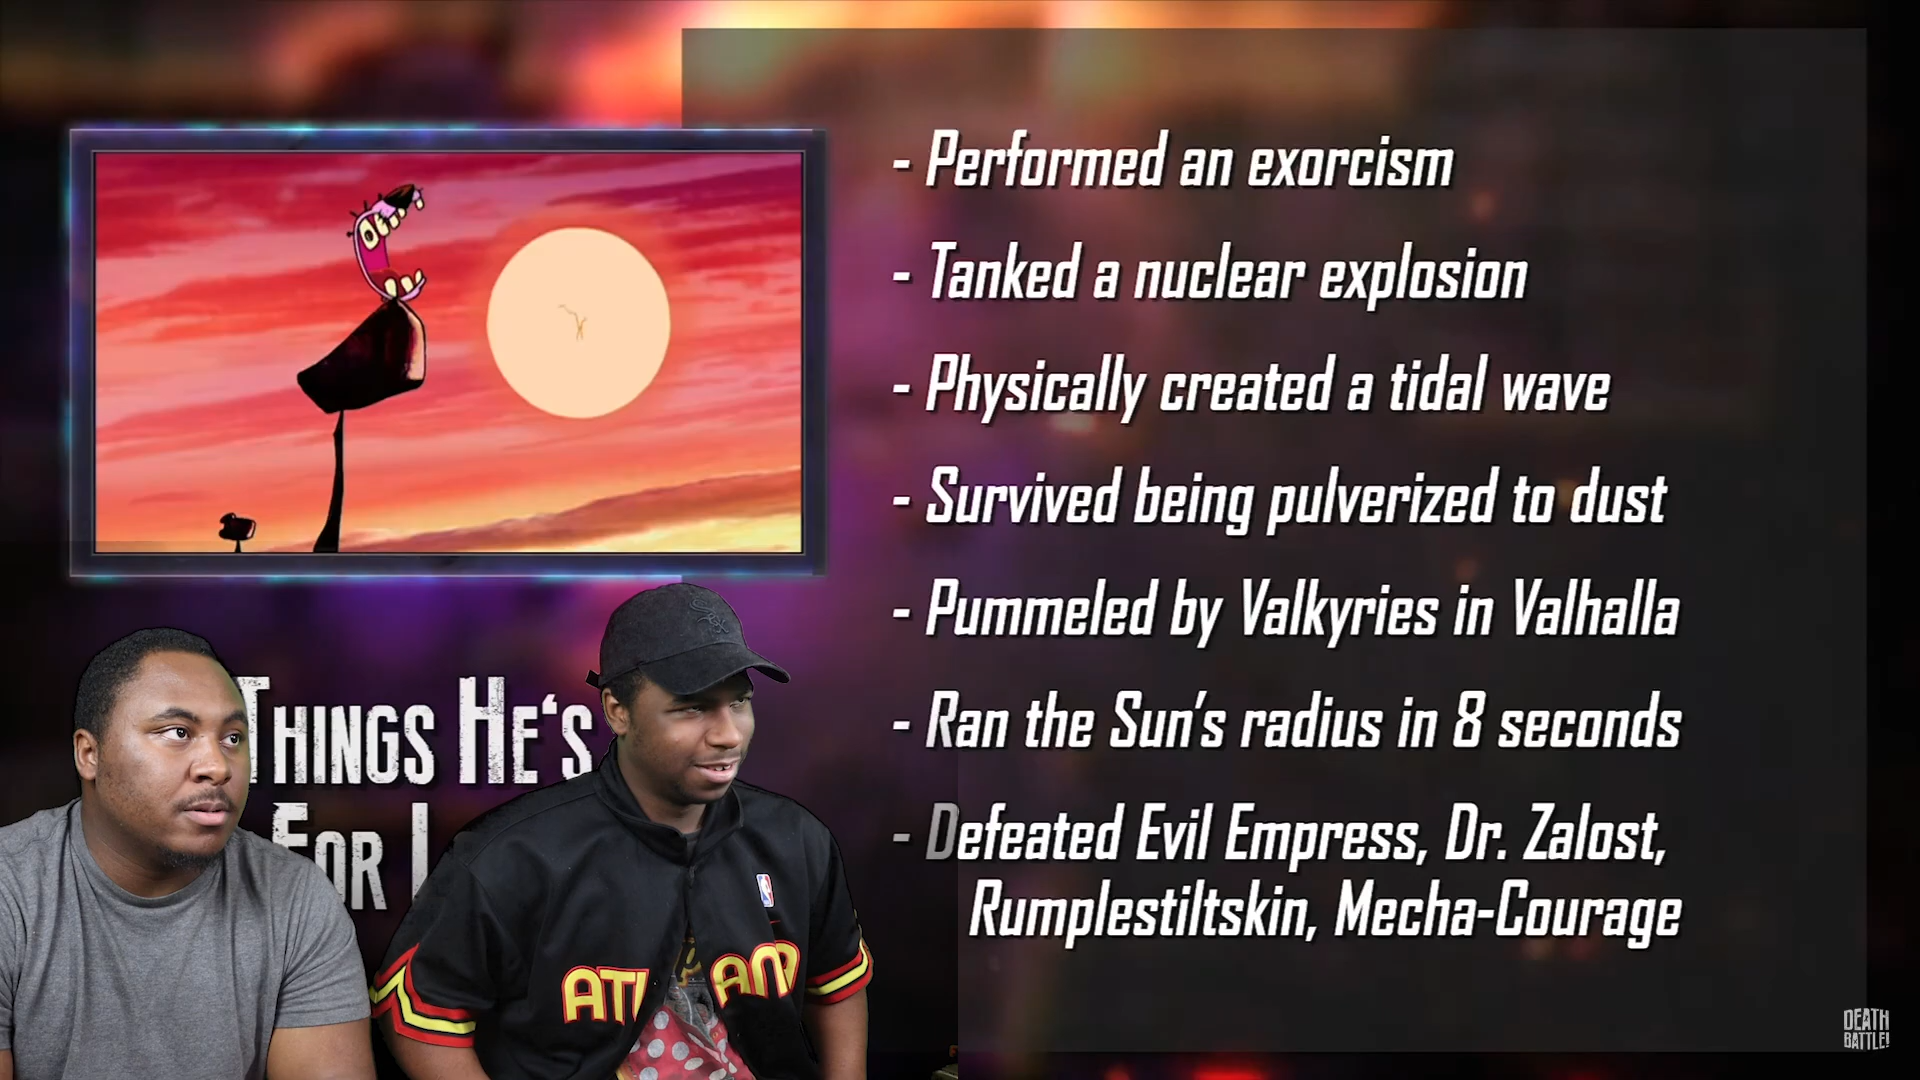 - Performed an exorcism
- Tanked a nuclear explosion
- Physically created a tidal wave
- Survived being pulverized to dust
- Pummeled by Valkyries in Valhalla
- Ran the Sun's radius in 8 seconds
- Defeated Evil Empress, Dr. Zalost,
Rumplestiltskin, Mecha-Courage
Things He's
For
Sox
ATL
DEATH
BATTLE!